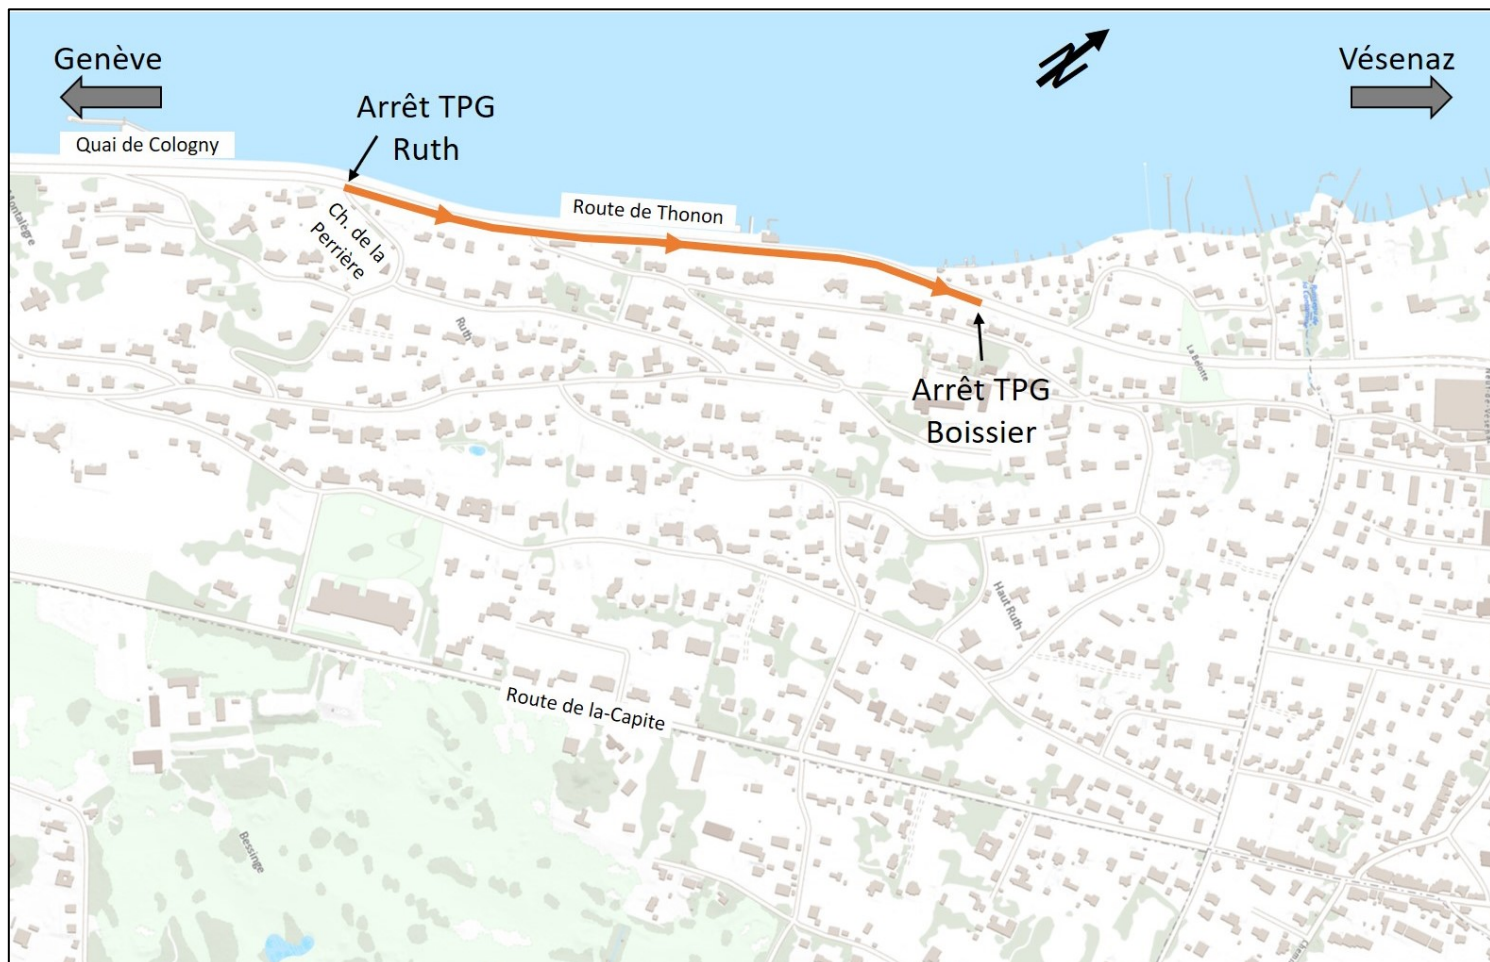 Genève
Vésenaz
N
Arrêt TPG
Ruth
Quai de Cologny
Montalègre
Route de Thonon
Ch. de la
Perrière
Ruth
La Belotte
Arrêt TPG
Boissier
Haut Ruth
Route de la-Capite
Bessinge